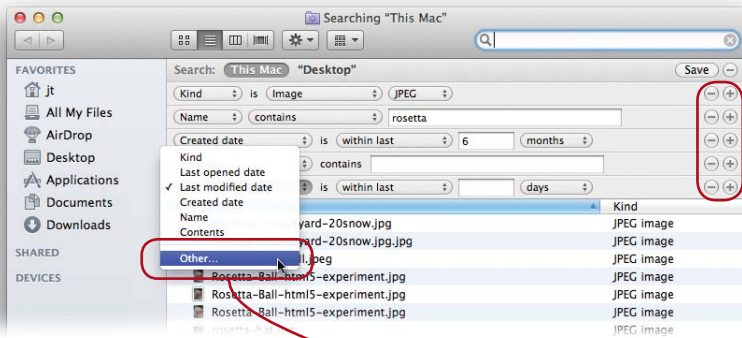 Searching "This Mac"
FAVORITES
jt
All My Files
AirDrop
Desktop
Applications
Documents
Downloads
SHARED
DEVICES
Search: This Mac "Desktop" Save
Kind is Image JPEG
Name contains rosetta
Created date is within last 6 months
contains
is within last days
Kind
Last opened date
✓ Last modified date
Created date
Name
Contents
Other...
Kind
yard-20snow.jpg JPEG image
yard-20snow.jpg.jpg JPEG image
ll.jpeg JPEG image
Rosetta-Ball-html5-experiment.jpg JPEG image
Rosetta-Ball-html5-experiment.jpg JPEG image
Rosetta-Ball-html5-experiment.jpg JPEG image
JPEG image